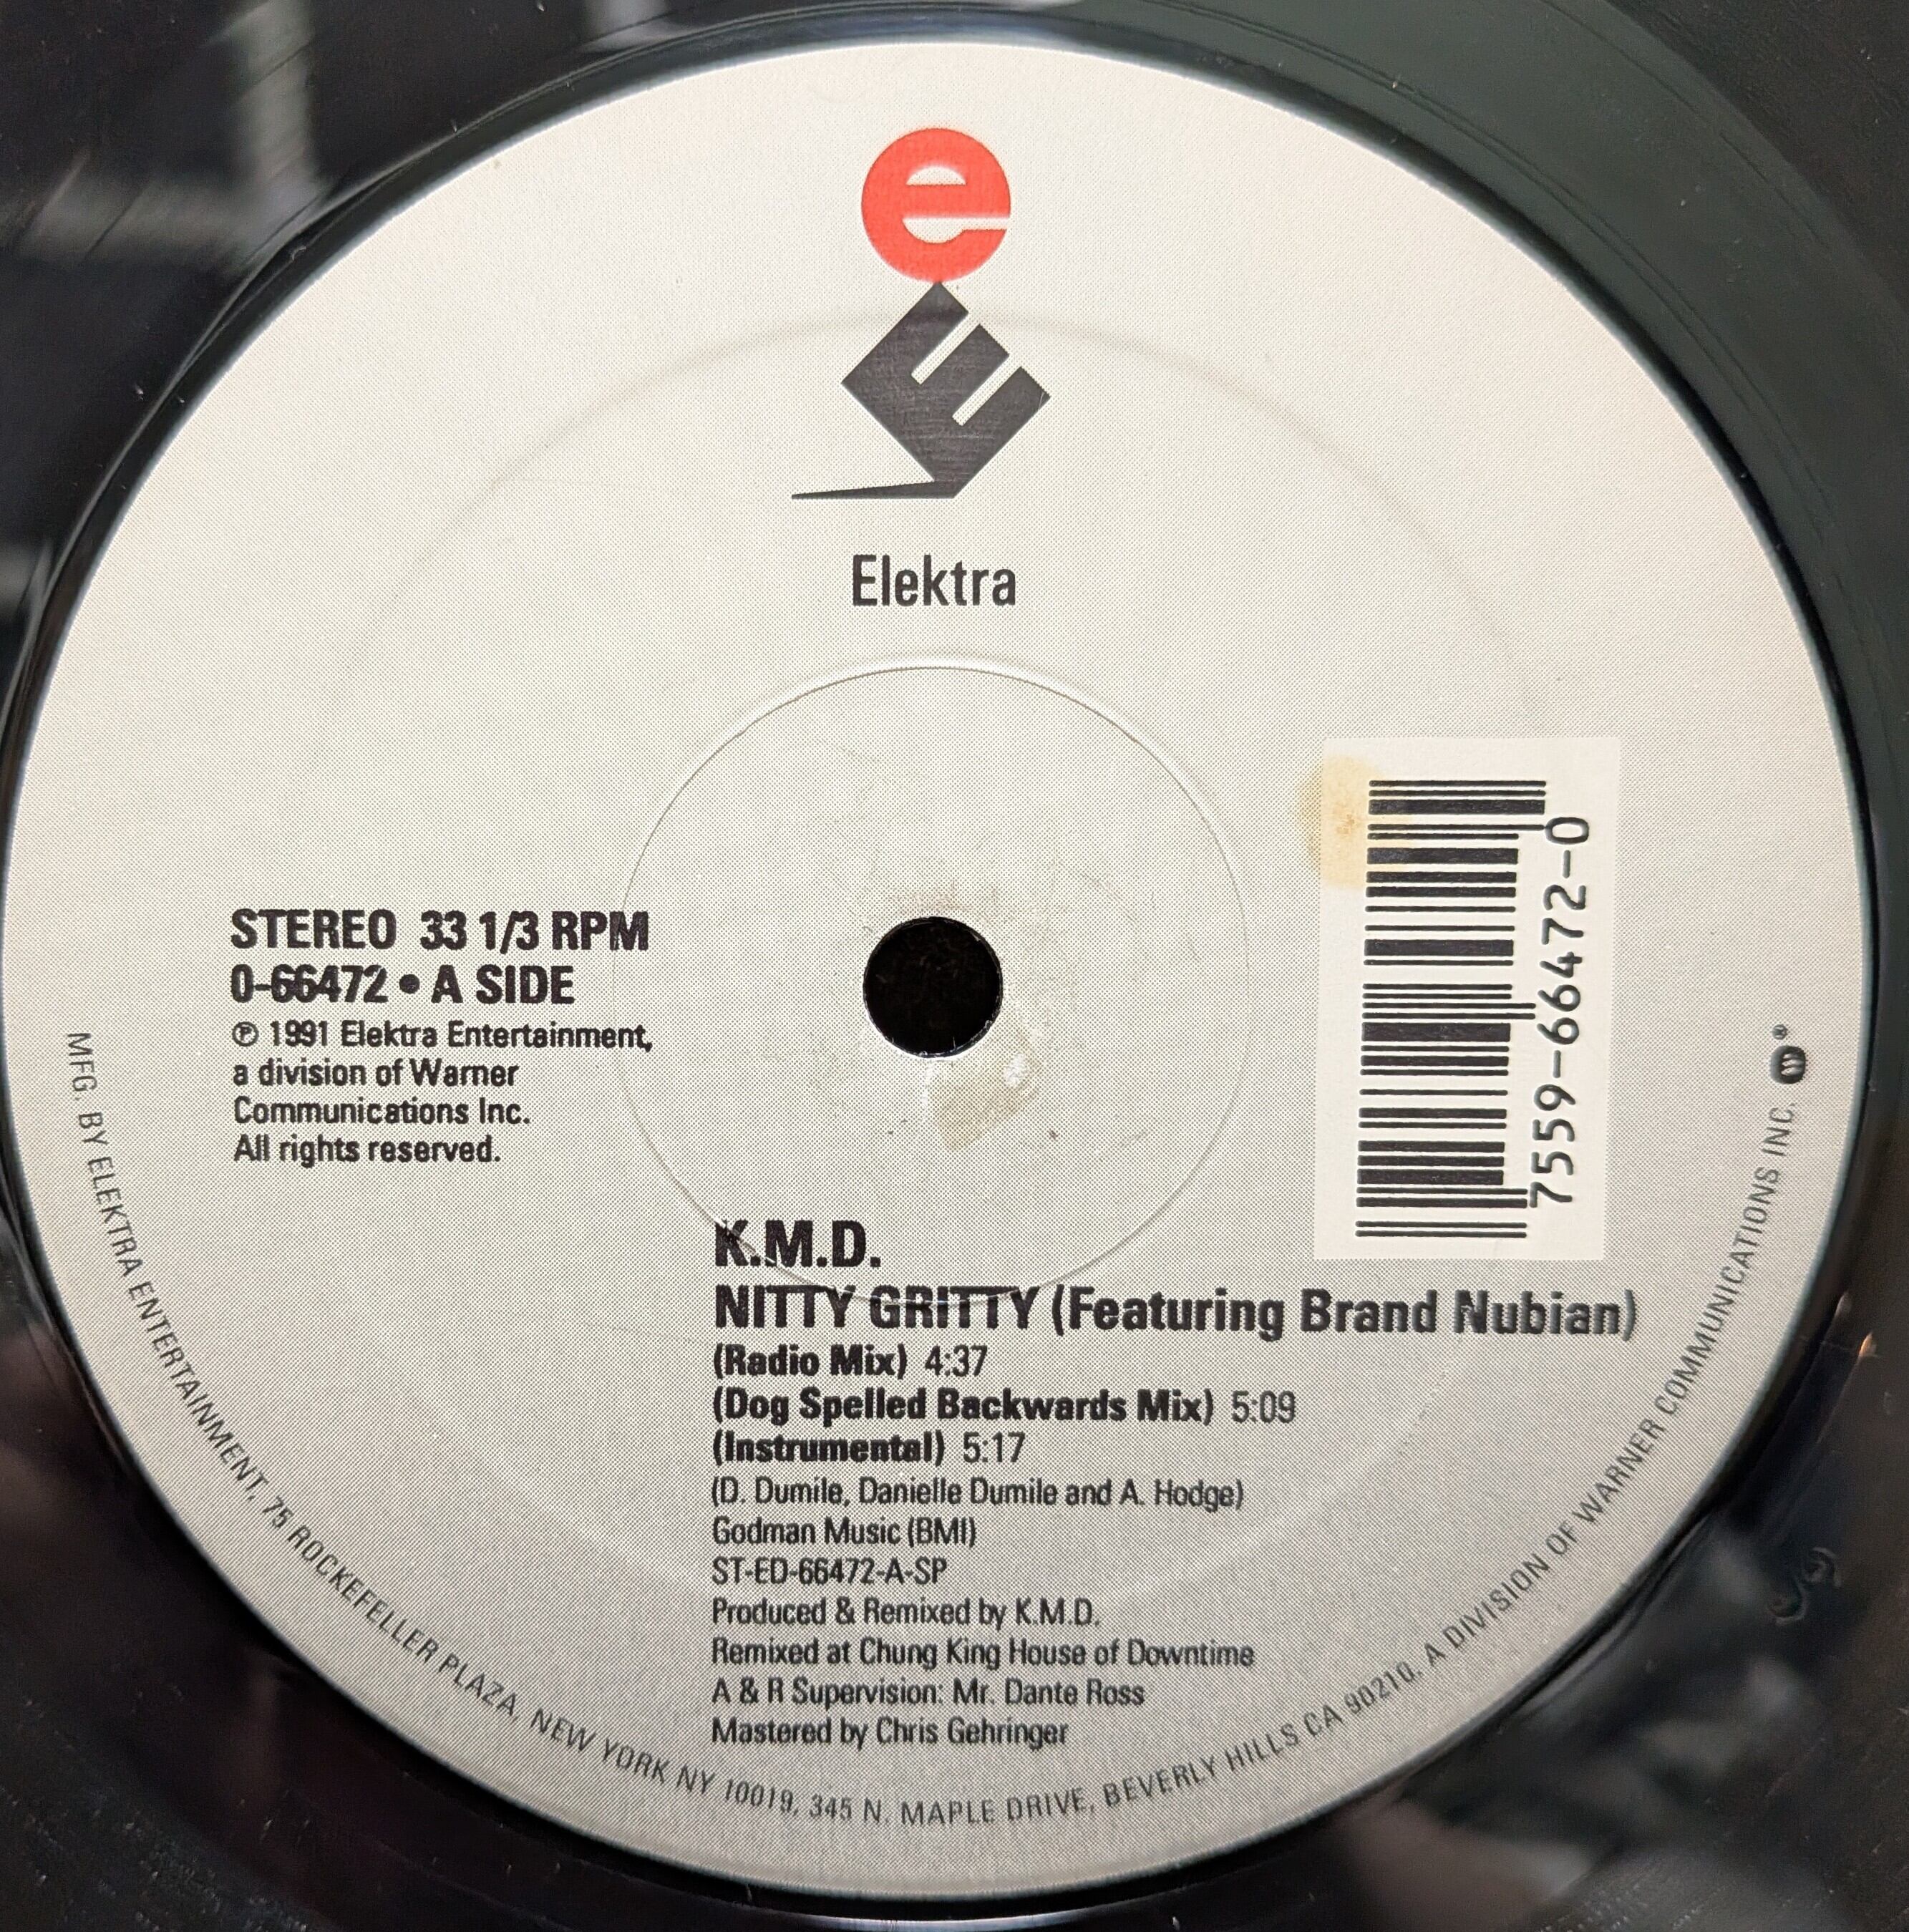 e
E
Elektra
STEREO 33 1/3 RPM
0-66472 • A SIDE
℗ 1991 Elektra Entertainment,
a division of Warner
Communications Inc.
All rights reserved.
7559-66472-0
K.M.D.
NITTY GRITTY (Featuring Brand Nubian)
(Radio Mix) 4:37
(Dog Spelled Backwards Mix) 5:09
(Instrumental) 5:17
(D. Dumile, Danielle Dumile and A. Hodge)
Godman Music (BMI)
ST-ED-66472-A-SP
Produced & Remixed by K.M.D.
Remixed at Chung King House of Downtime
A & R Supervision: Mr. Dante Ross
Mastered by Chris Gehringer
MFG. BY ELEKTRA ENTERTAINMENT, 75 ROCKEFELLER PLAZA, NEW YORK NY 10019, 345 N. MAPLE DRIVE, BEVERLY HILLS CA 90210, A DIVISION OF WARNER COMMUNICATIONS INC. ®